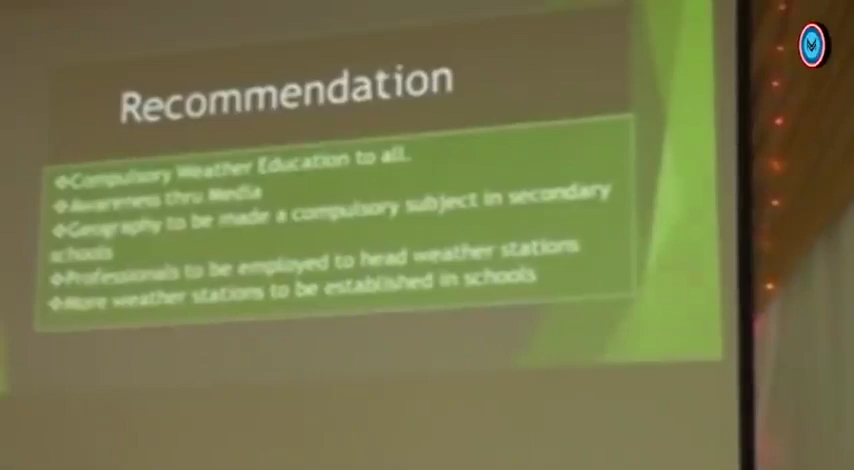 Recommendation
❖Compulsory Weather Education to all.
❖Awareness thru Media
❖Geography to be made a compulsory subject in secondary
schools
❖Professionals to be employed to head weather stations
❖More weather stations to be established in schools